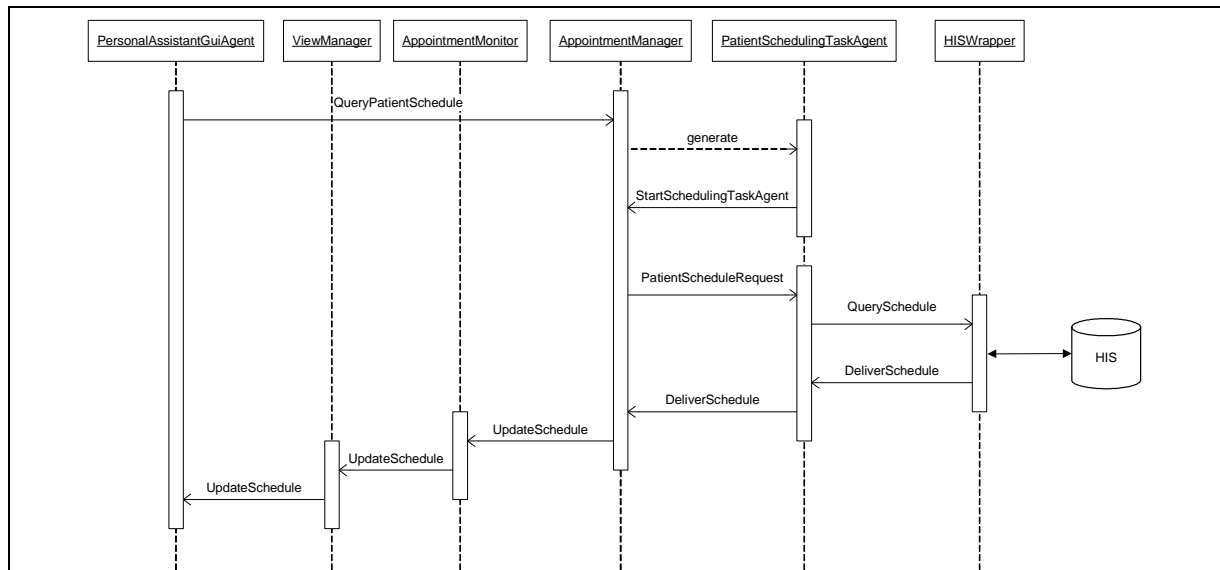 PersonalAssistantGuiAgent
ViewManager
AppointmentMonitor
AppointmentManager
PatientSchedulingTaskAgent
HISWrapper
QueryPatientSchedule
generate
StartSchedulingTaskAgent
PatientScheduleRequest
QuerySchedule
HIS
DeliverSchedule
DeliverSchedule
UpdateSchedule
UpdateSchedule
UpdateSchedule